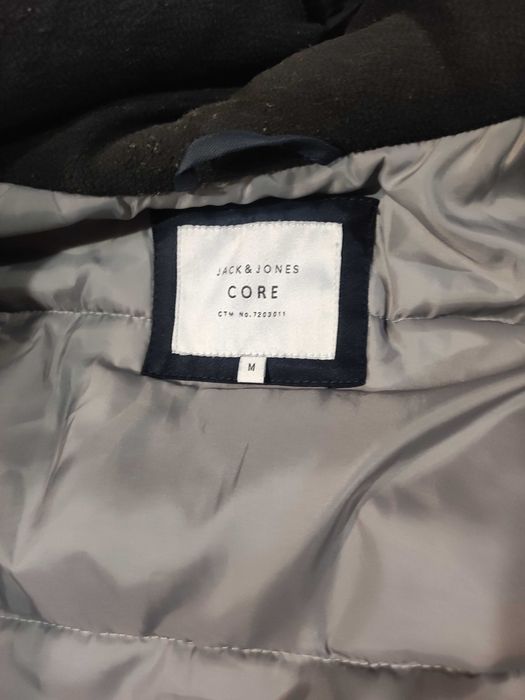 JACK & JONES
CORE
CTM No. 7203011
M